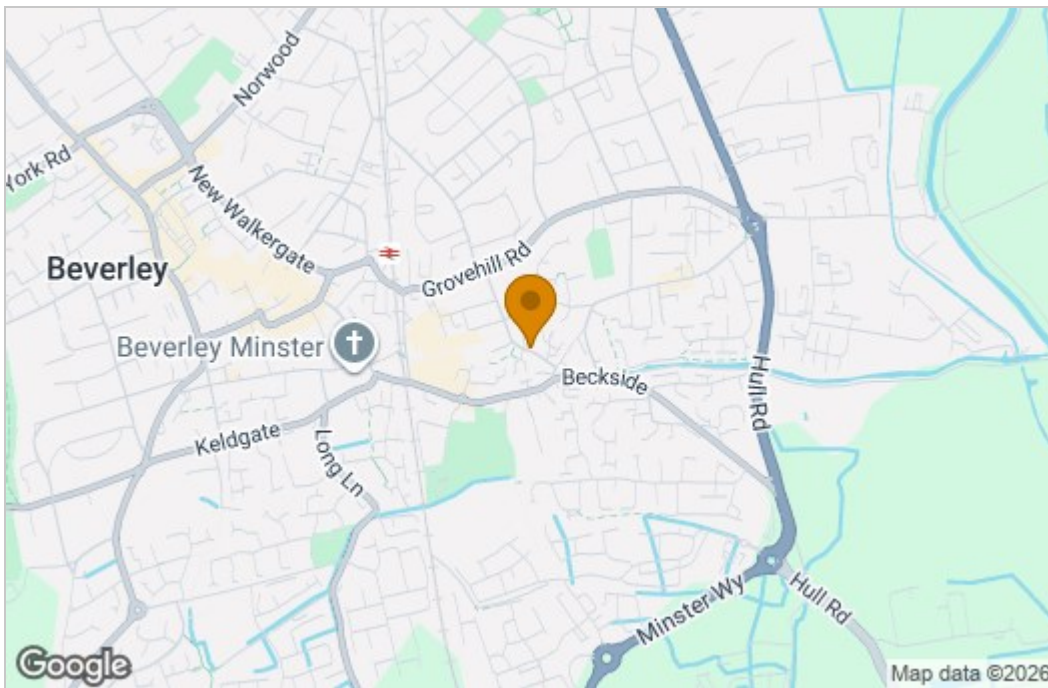 Norwood
York Rd
New Walkergate
Beverley
Grovehill Rd
Beverley Minster
Beckside
Hull Rd
Keldgate
Long Ln
Minster Wy
Hull Rd
Google
Map data ©2026